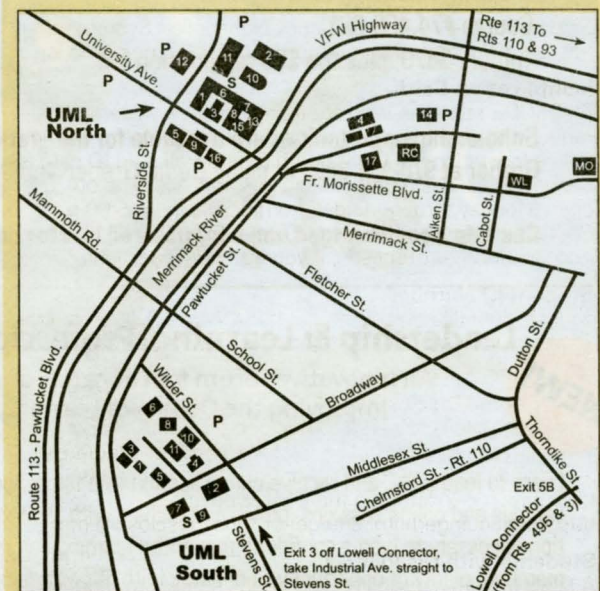 P
VFW Highway
Rte 113 To
Rts 110 & 93
University Ave.
P
12
11
2
S
10
P
UML
North
1
6
3
8
7
13
15
5
9
16
P
4
14 P
17
RC
WL
MO
Riverside St.
Fr. Morissette Blvd.
Aiken St.
Cabot St.
Mammoth Rd
Merrimack River
Pawtucket St.
Merrimack St.
Fletcher St.
School St.
Broadway
Dutton St.
Route 113 - Pawtucket Blvd.
Wilder St.
6
8
P
10
11
3
4
5
4
2
7
S
9
Middlesex St.
Chelmsford St. - Rt. 110
Thorndike St.
Exit 5B
Lowell Connector
(from Rts. 495 & 3)
UML
South
Stevens St.
Exit 3 off Lowell Connector,
take Industrial Ave. straight to
Stevens St.